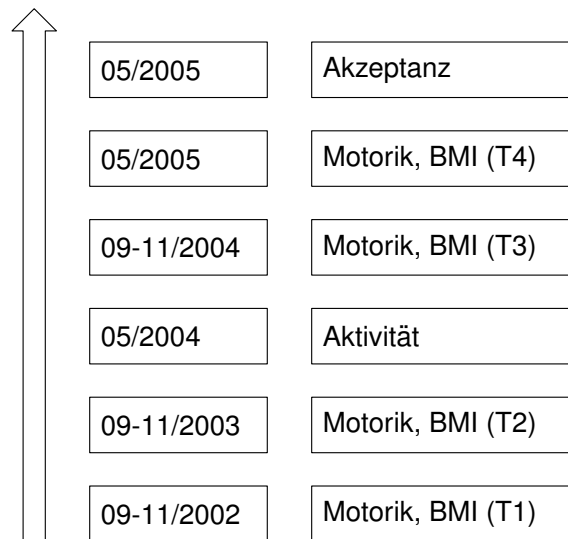 05/2005
Akzeptanz
05/2005
Motorik, BMI (T4)
09-11/2004
Motorik, BMI (T3)
05/2004
Aktivität
09-11/2003
Motorik, BMI (T2)
09-11/2002
Motorik, BMI (T1)